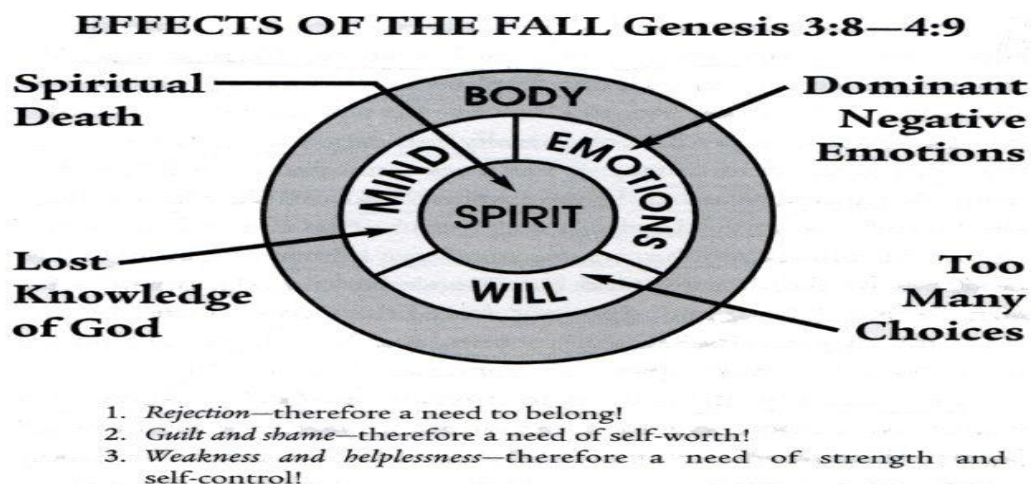 EFFECTS OF THE FALL Genesis 3:8—4:9
Spiritual
Death
Dominant
Negative
Emotions
BODY
MIND
EMOTIONS
SPIRIT
WILL
Lost
Knowledge
of God
Too
Many
Choices
1. Rejection—therefore a need to belong!
2. Guilt and shame—therefore a need of self-worth!
3. Weakness and helplessness—therefore a need of strength and
self-control!